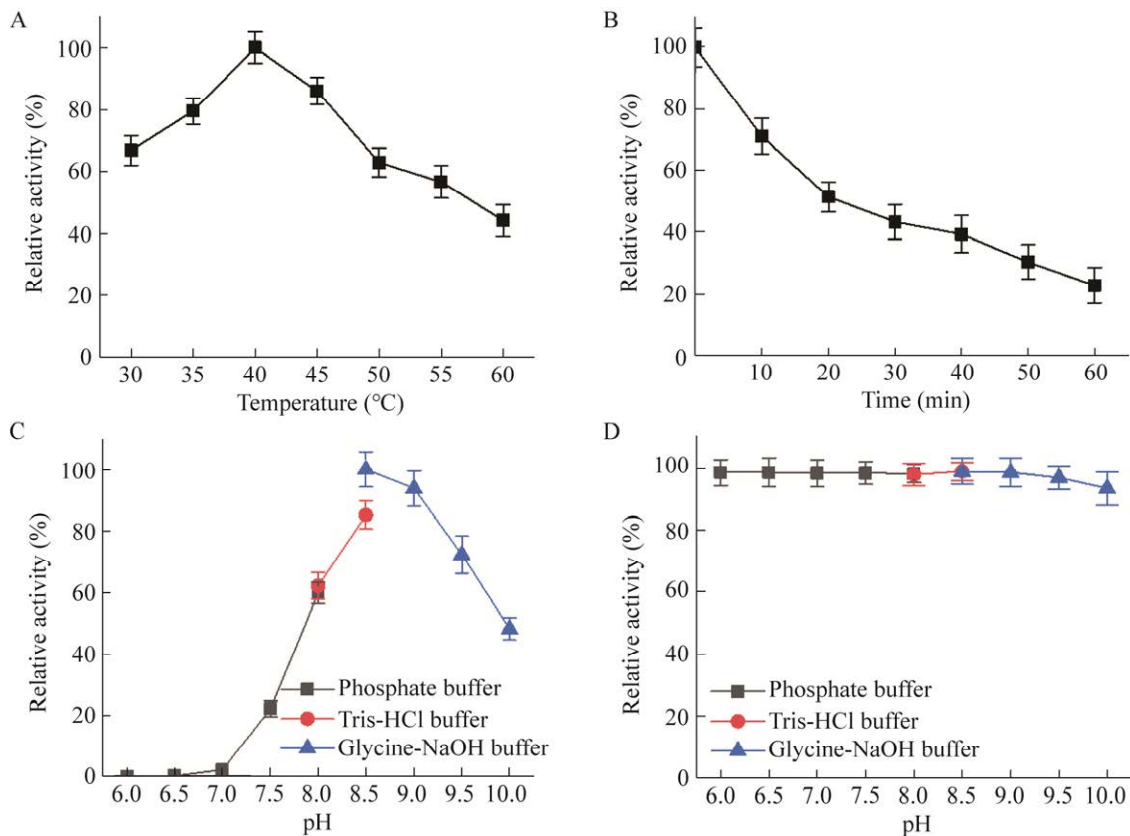 A
Relative activity (%)
100
80
60
40
20
0
30 35 40 45 50 55 60
Temperature (℃)
B
Relative activity (%)
100
80
60
40
20
0
10 20 30 40 50 60
Time (min)
C
Relative activity (%)
100
80
60
40
20
0
Phosphate buffer
Tris-HCl buffer
Glycine-NaOH buffer
6.0 6.5 7.0 7.5 8.0 8.5 9.0 9.5 10.0
pH
D
Relative activity (%)
100
80
60
40
20
0
Phosphate buffer
Tris-HCl buffer
Glycine-NaOH buffer
6.0 6.5 7.0 7.5 8.0 8.5 9.0 9.5 10.0
pH